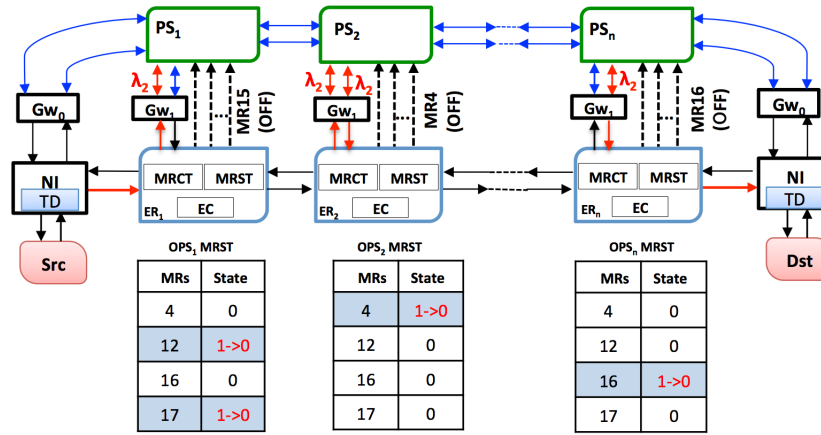 PS1
PS2
PSn
λ2
λ2
λ2
λ2
Gw0
Gw1
Gw1
Gw1
Gw0
MR15
(OFF)
MR4
(OFF)
MR16
(OFF)
...
...
...
NI
TD
MRCT
MRST
EC
ER1
MRCT
MRST
EC
ER2
MRCT
MRST
EC
ERn
NI
TD
Src
Dst
OPS1 MRST
MRs State
4 0
12 1->0
16 0
17 1->0
OPS2 MRST
MRs State
4 1->0
12 0
16 0
17 0
OPSn MRST
MRs State
4 0
12 0
16 1->0
17 0